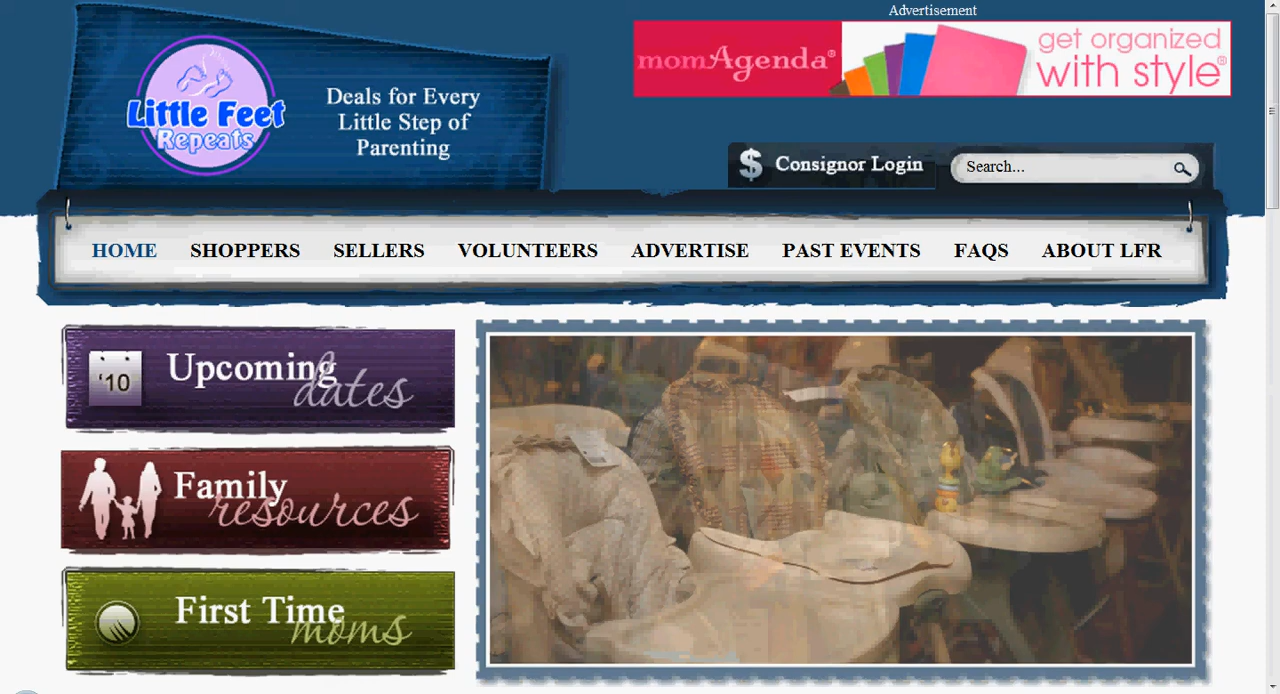 Advertisement
momAgenda®
get organized
with style®
Little Feet
Repeats
Deals for Every
Little Step of
Parenting
$ Consignor Login
Search...
HOME SHOPPERS SELLERS VOLUNTEERS ADVERTISE PAST EVENTS FAQS ABOUT LFR
'10
Upcoming
dates
Family
resources
First Time
moms